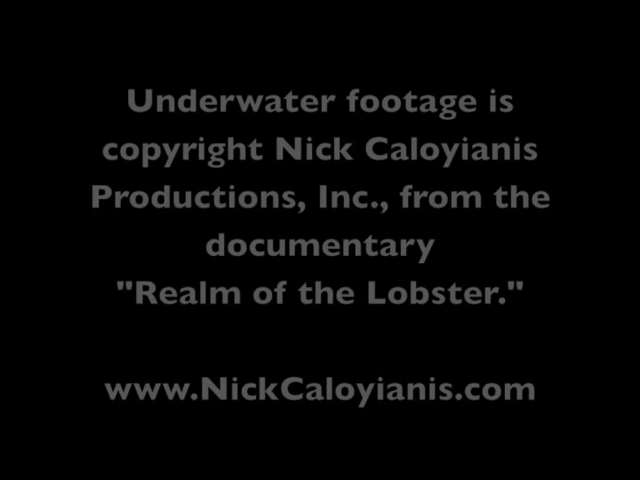 Underwater footage is
copyright Nick Caloyianis
Productions, Inc., from the
documentary
"Realm of the Lobster."
www.NickCaloyianis.com